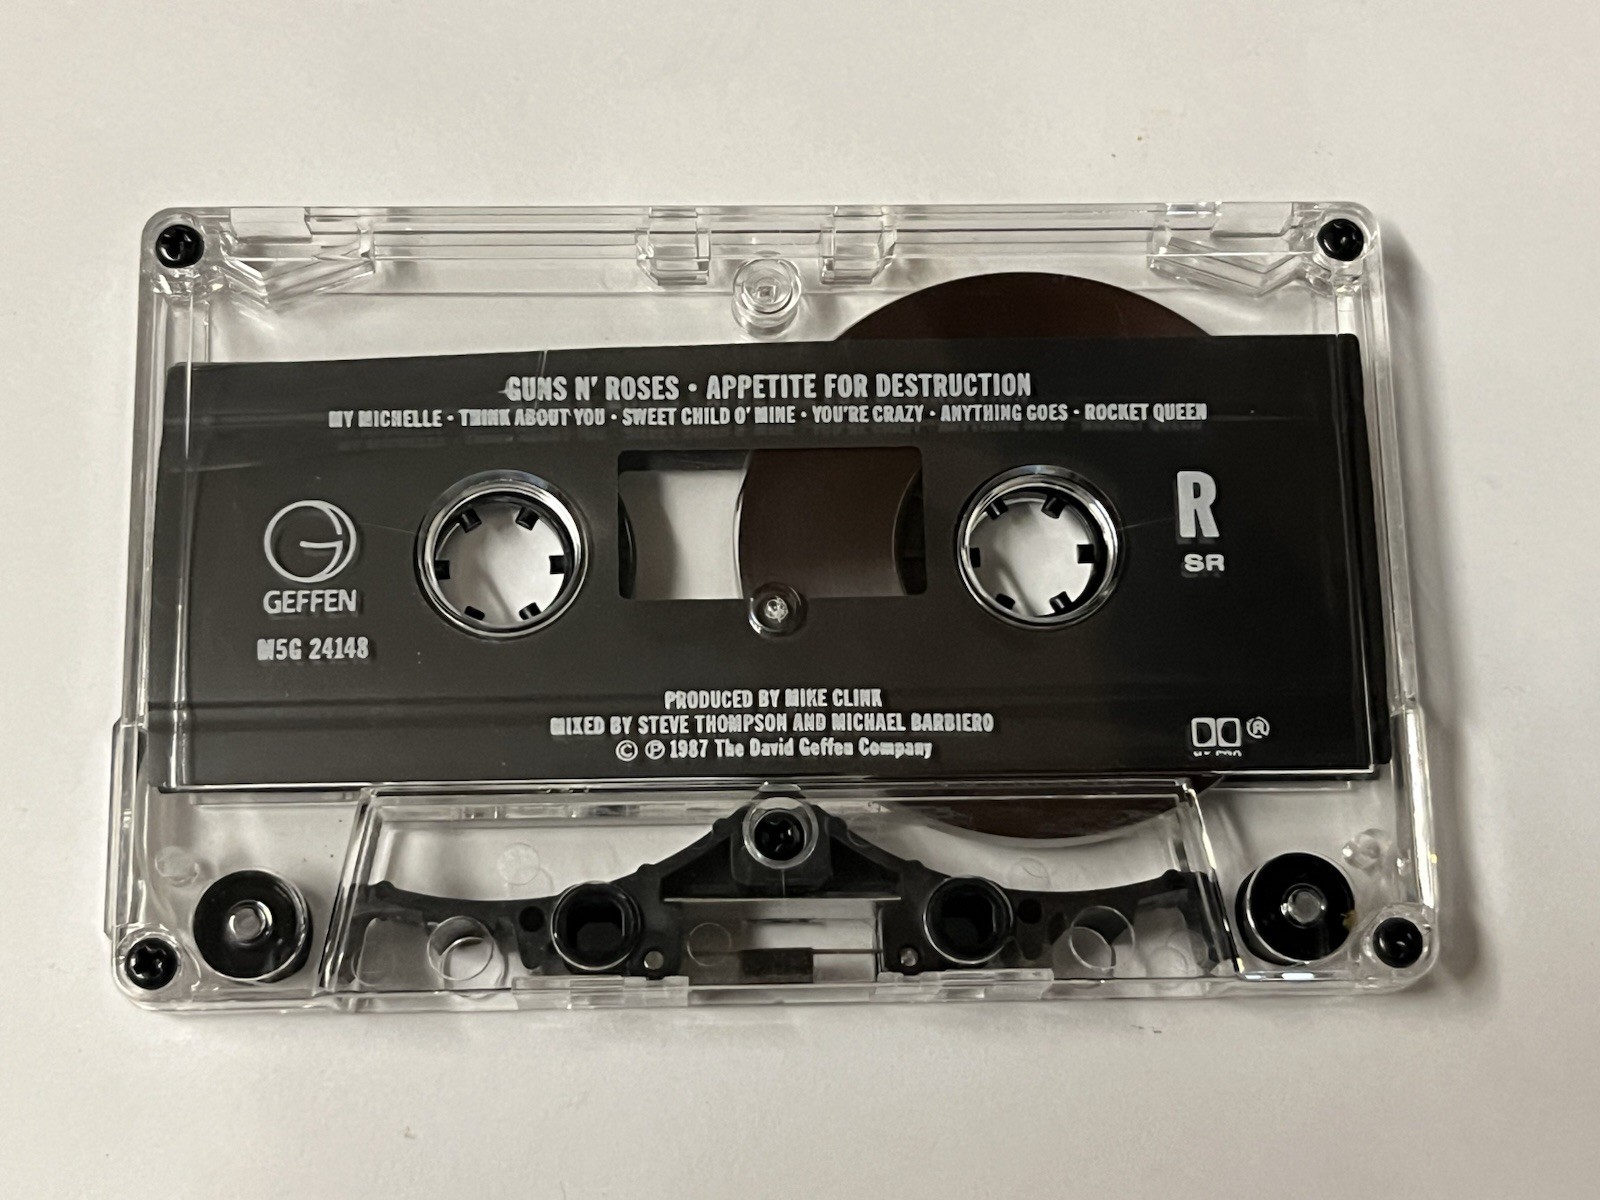 GUNS N' ROSES • APPETITE FOR DESTRUCTION
MY MICHELLE • THINK ABOUT YOU • SWEET CHILD O' MINE • YOU'RE CRAZY • ANYTHING GOES • ROCKET QUEEN
R
SR
GEFFEN
M5G 24148
PRODUCED BY MIKE CLINK
MIXED BY STEVE THOMPSON AND MICHAEL BARBIERO
© ℗ 1987 The David Geffen Company
®